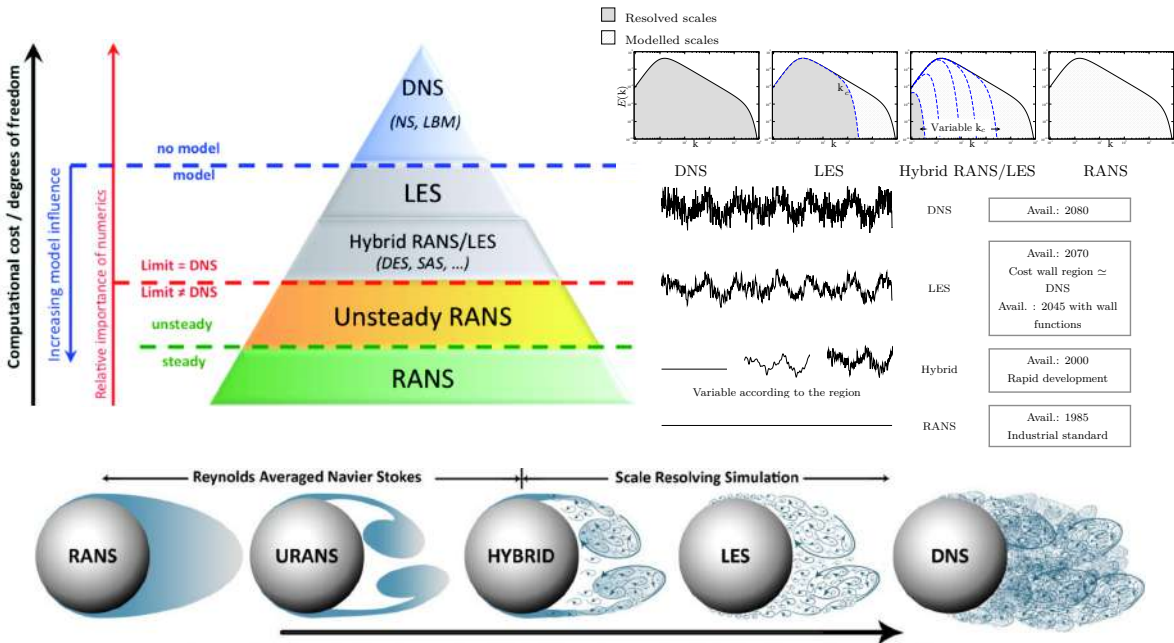 Computational cost / degrees of freedom
Increasing model influence
Relative importance of numerics
no model
model
Limit = DNS
Limit ≠ DNS
unsteady
steady
DNS
(NS, LBM)
LES
Hybrid RANS/LES
(DES, SAS, ...)
Unsteady RANS
RANS
Resolved scales
Modelled scales
E(k)
k
k c
k
Variable k_c
k
k
DNS LES Hybrid RANS/LES RANS
DNS
Avail.: 2080
LES
Avail.: 2070
Cost wall region ≃
DNS
Avail. : 2045 with wall
functions
Hybrid
Avail.: 2000
Rapid development
Variable according to the region
RANS
Avail.: 1985
Industrial standard
Reynolds Averaged Navier Stokes
Scale Resolving Simulation
RANS URANS HYBRID LES DNS